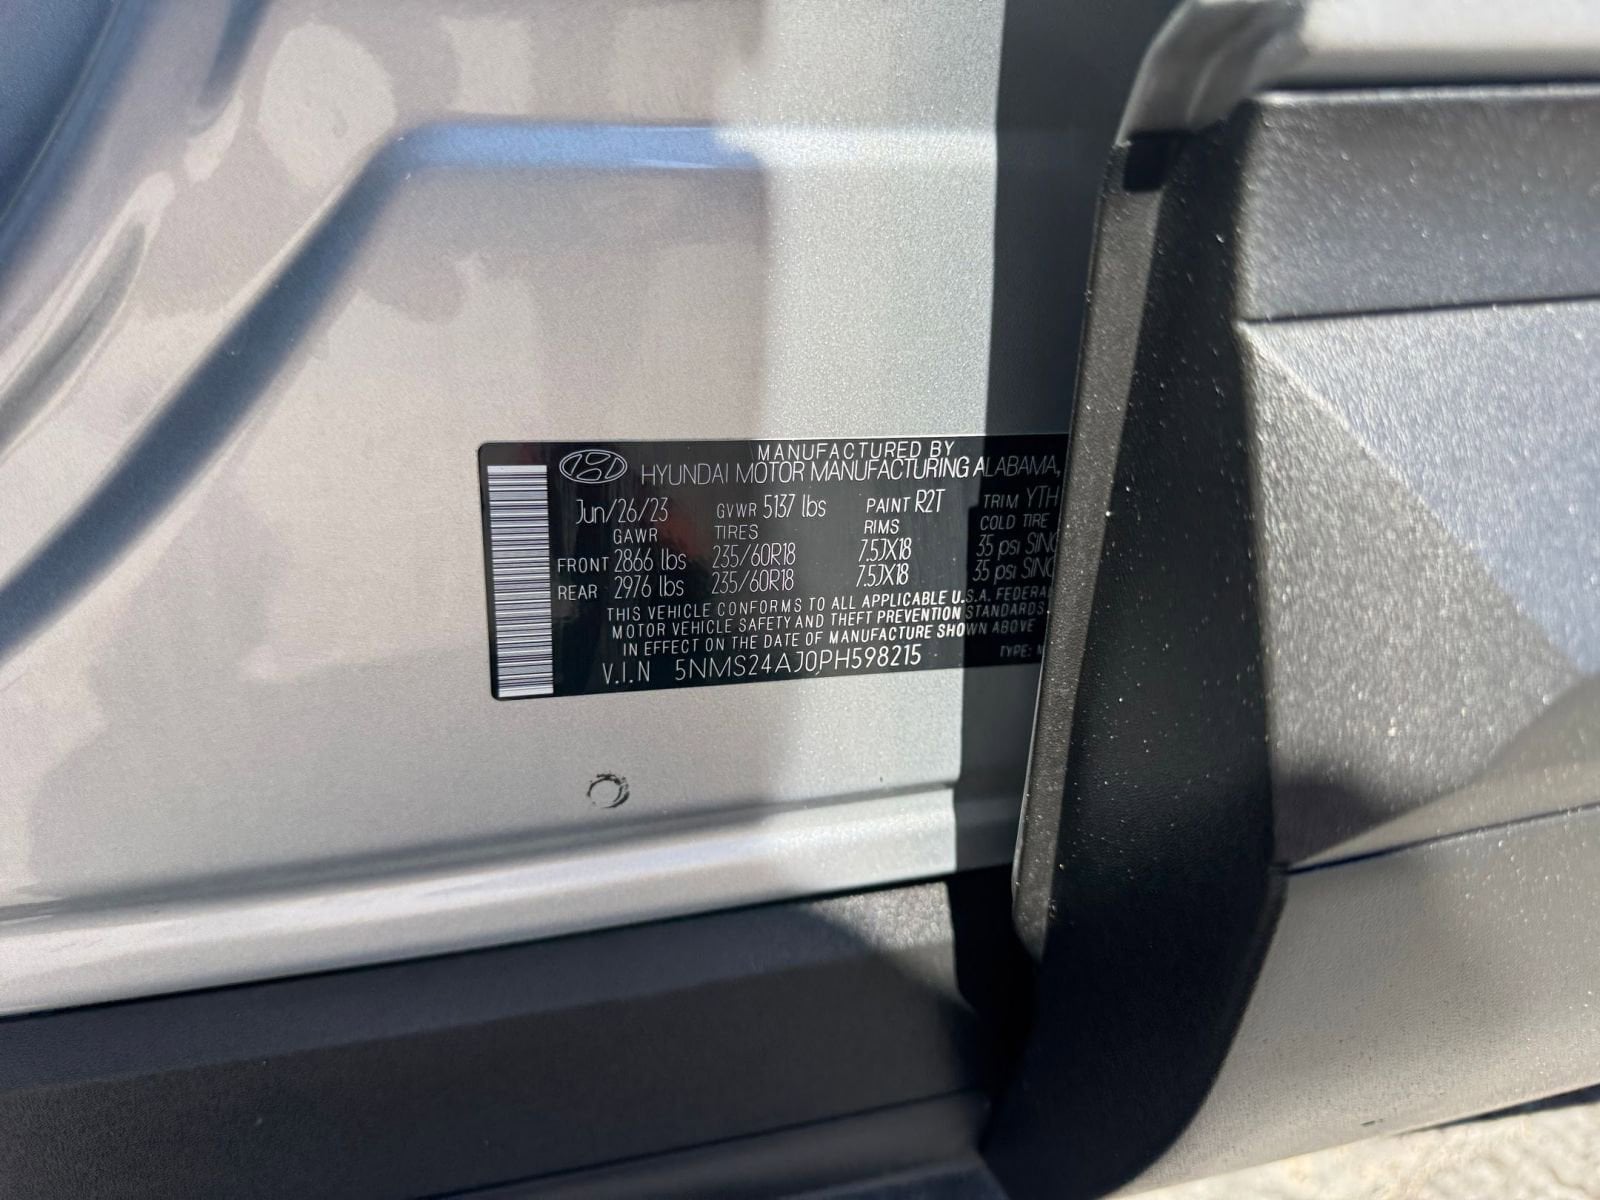 MANUFACTURED BY
HYUNDAI MOTOR MANUFACTURING ALABAMA,
Jun/26/23 GVWR 5137 lbs PAINT R2T TRIM YTH
GAWR TIRES RIMS COLD TIRE
FRONT 2866 lbs 235/60R18 7.5JX18 35 psi
REAR 2976 lbs 235/60R18 7.5JX18 35 psi
THIS VEHICLE CONFORMS TO ALL APPLICABLE U.S.A. FEDERAL
MOTOR VEHICLE SAFETY AND THEFT PREVENTION STANDARDS
IN EFFECT ON THE DATE OF MANUFACTURE SHOWN ABOVE
V.I.N 5NMS24AJ0PH598215 TYPE: